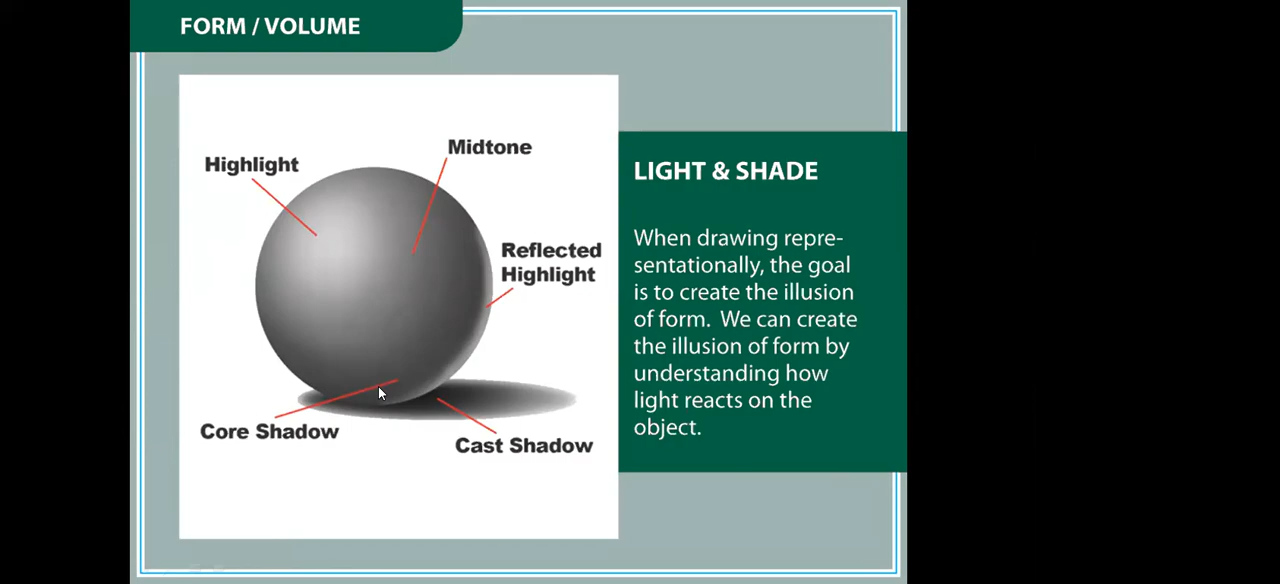 FORM / VOLUME
Highlight
Midtone
Reflected
Highlight
Core Shadow
Cast Shadow
LIGHT & SHADE
When drawing repre-
sentationally, the goal
is to create the illusion
of form.  We can create
the illusion of form by
understanding how
light reacts on the
object.